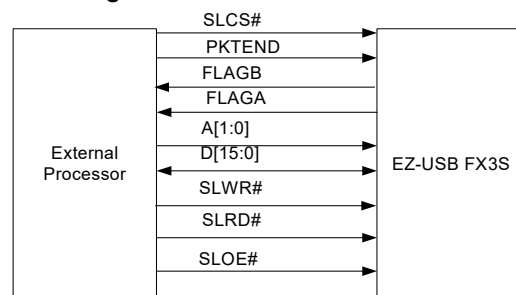 SLCS#
PKTEND
FLAGB
FLAGA
A[1:0]
D[15:0]
External
Processor
EZ-USB FX3S
SLWR#
SLRD#
SLOE#